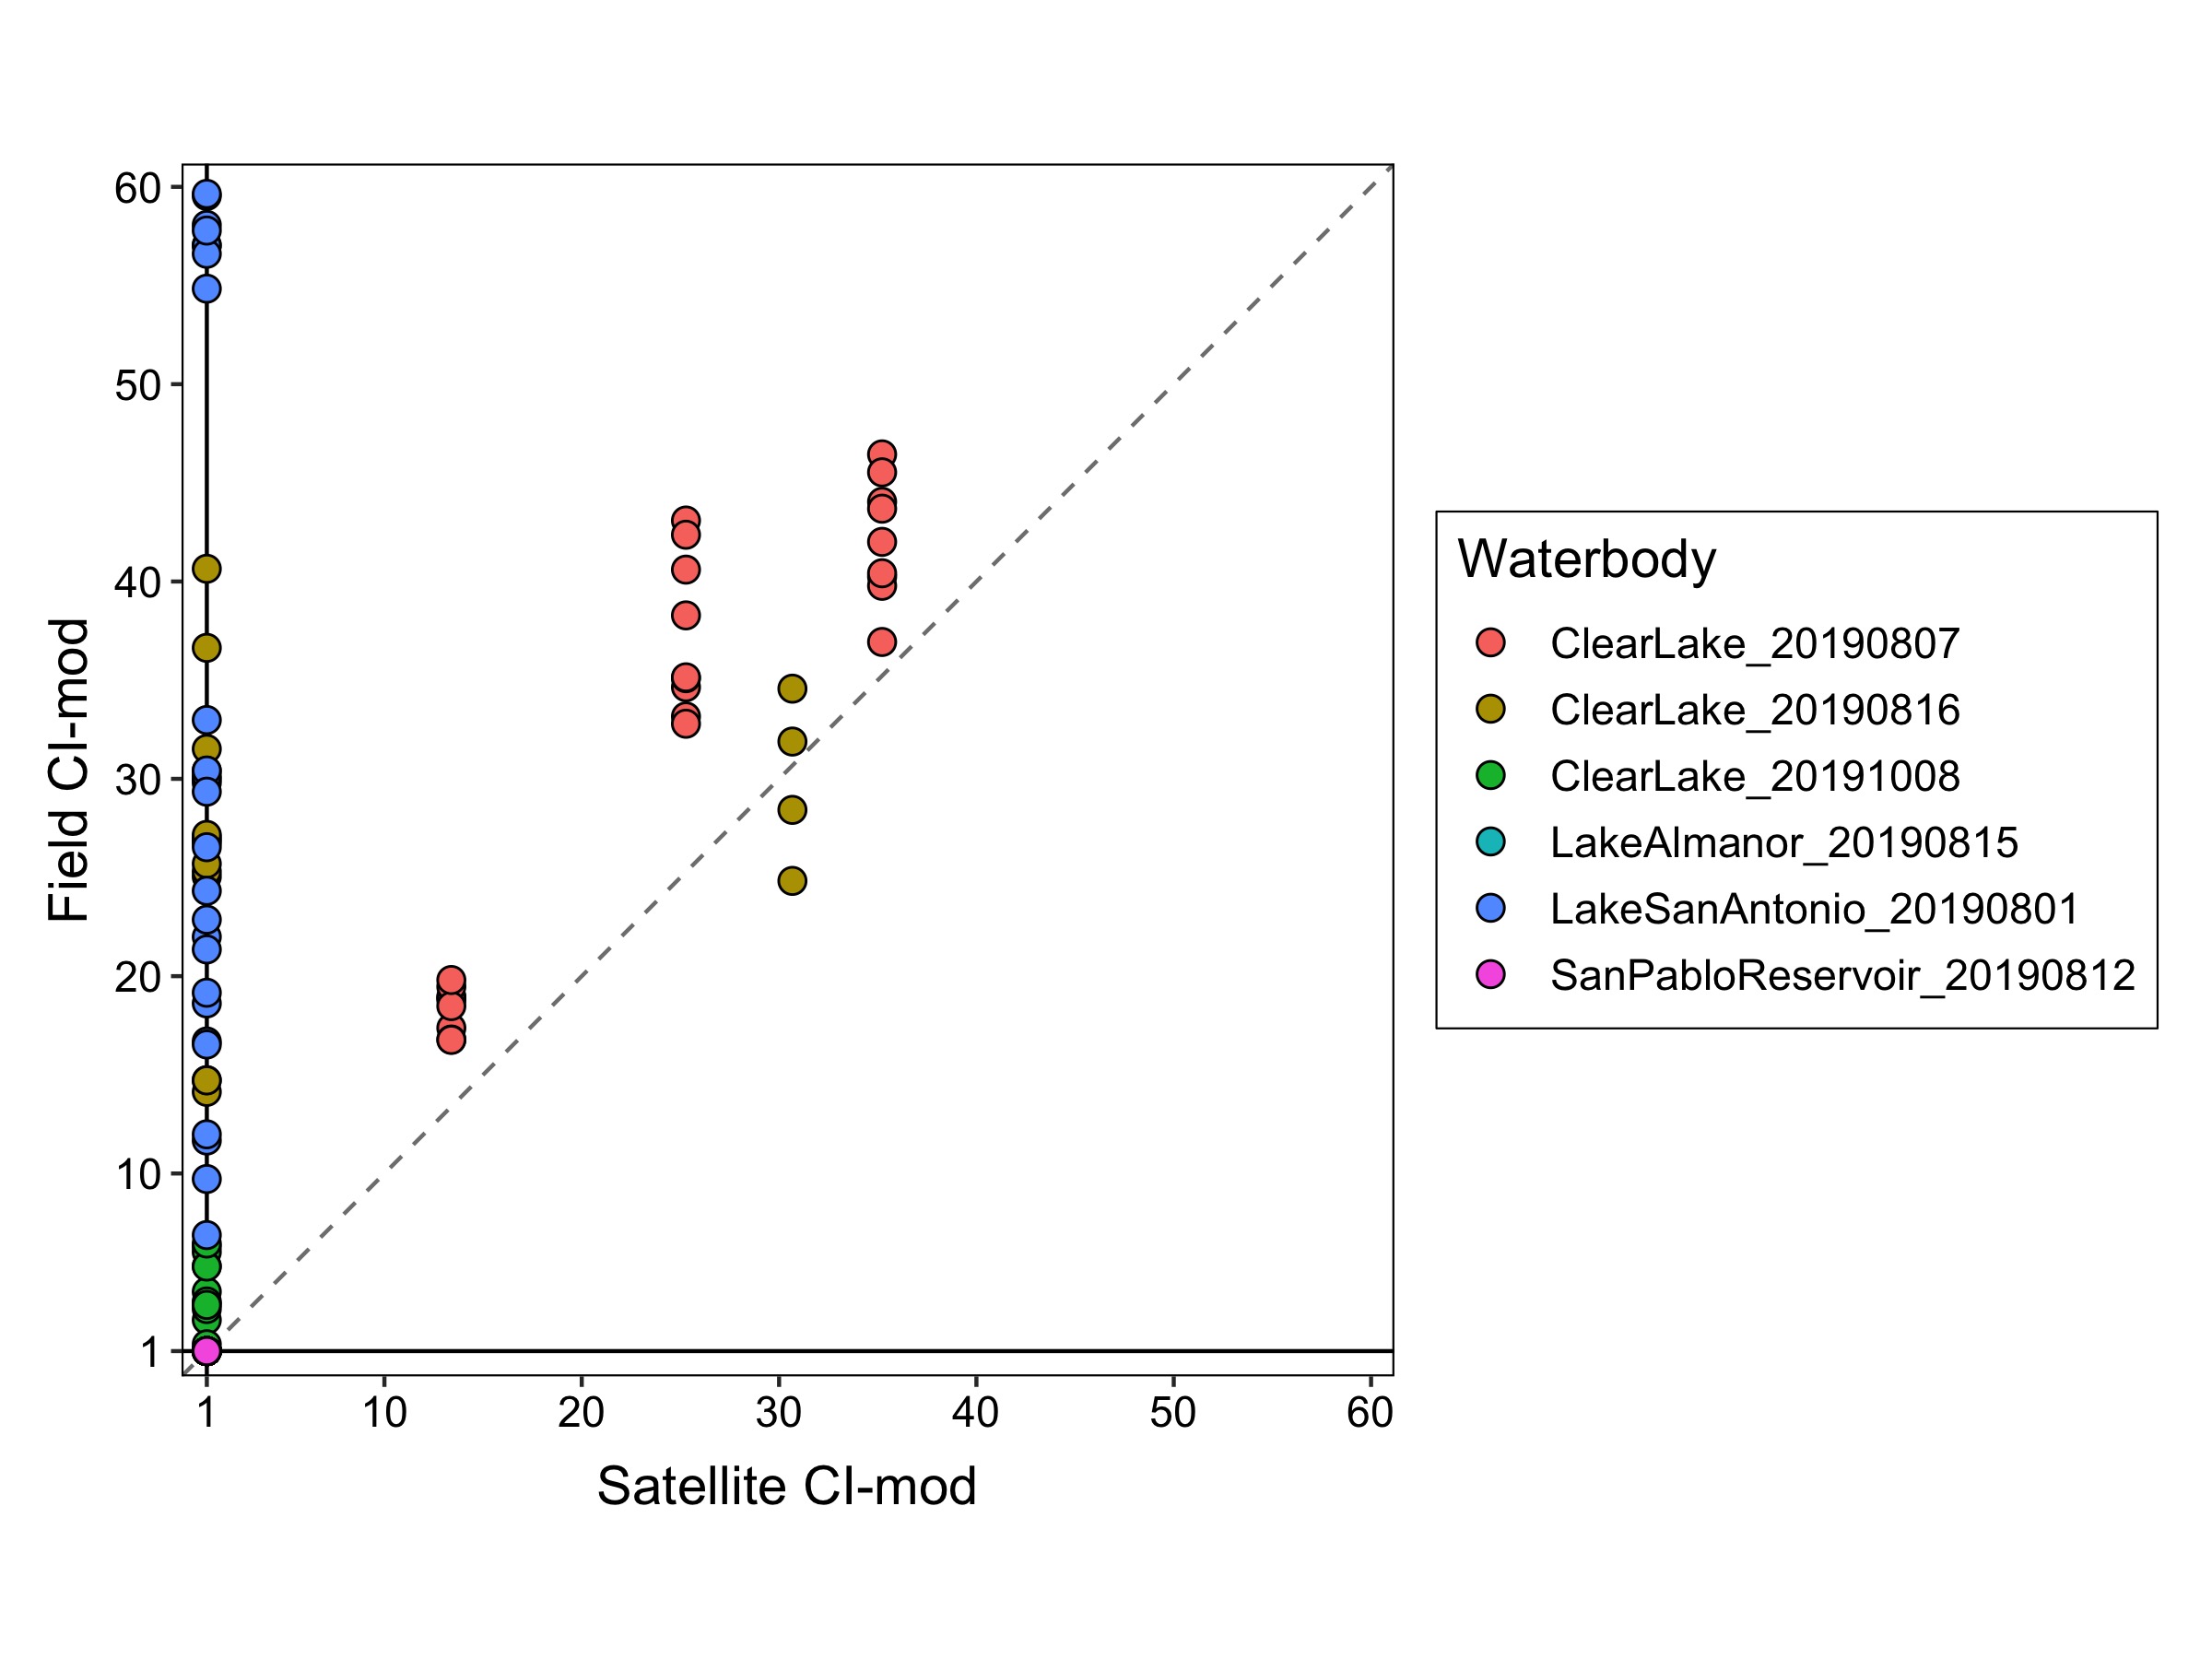 60
50
40
30
20
10
1
Field CI-mod
1 10 20 30 40 50 60
Satellite CI-mod
Waterbody
ClearLake_20190807
ClearLake_20190816
ClearLake_20191008
LakeAlmanor_20190815
LakeSanAntonio_20190801
SanPabloReservoir_20190812